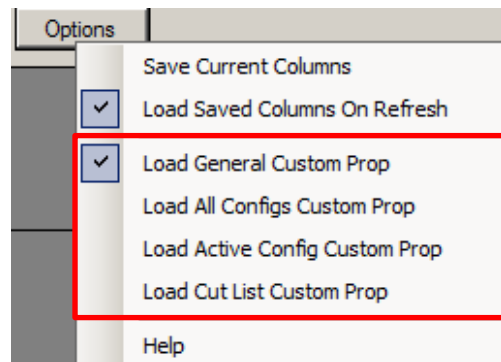 Options
Save Current Columns
Load Saved Columns On Refresh
Load General Custom Prop
Load All Configs Custom Prop
Load Active Config Custom Prop
Load Cut List Custom Prop
Help